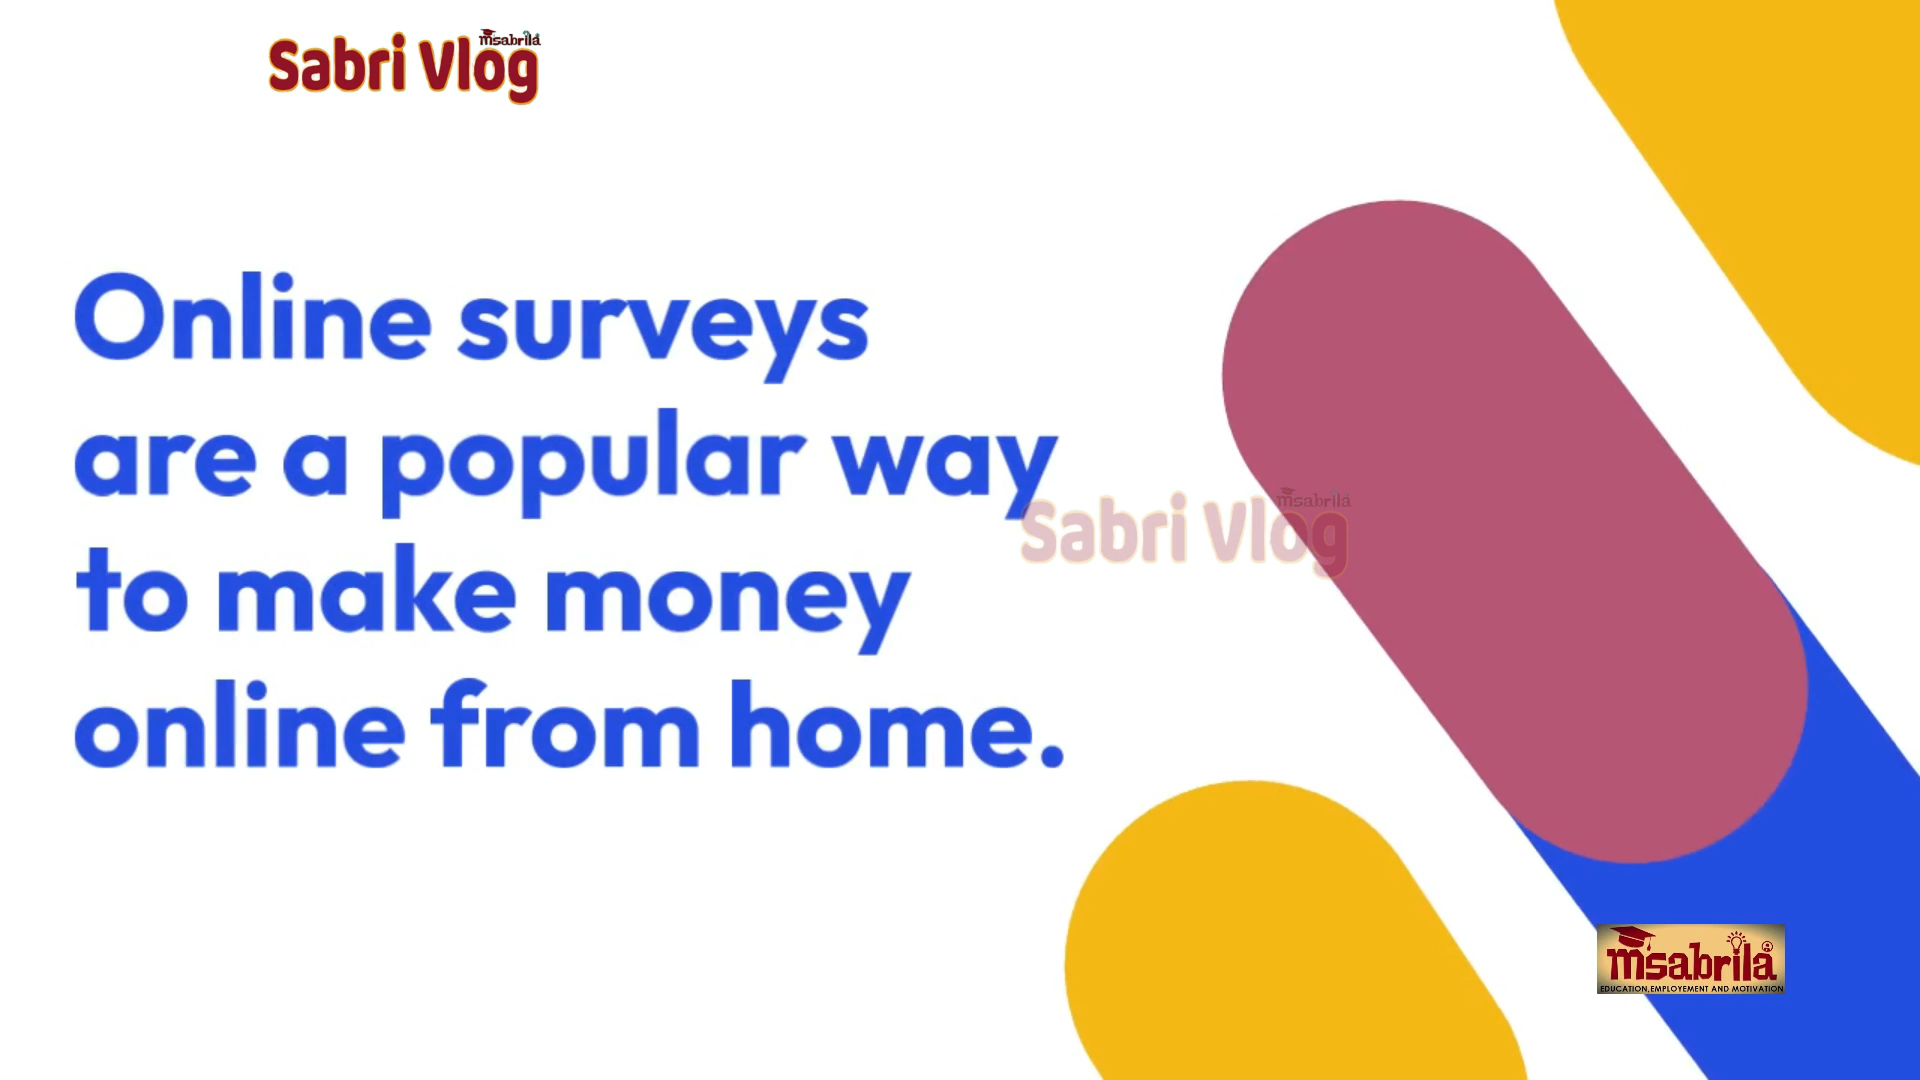 msabrila
Sabri Vlog
Online surveys
are a popular way
to make money
online from home.
msabrila
Sabri Vlog
msabrila
EDUCATION,EMPLOYEMENT AND MOTIVATION